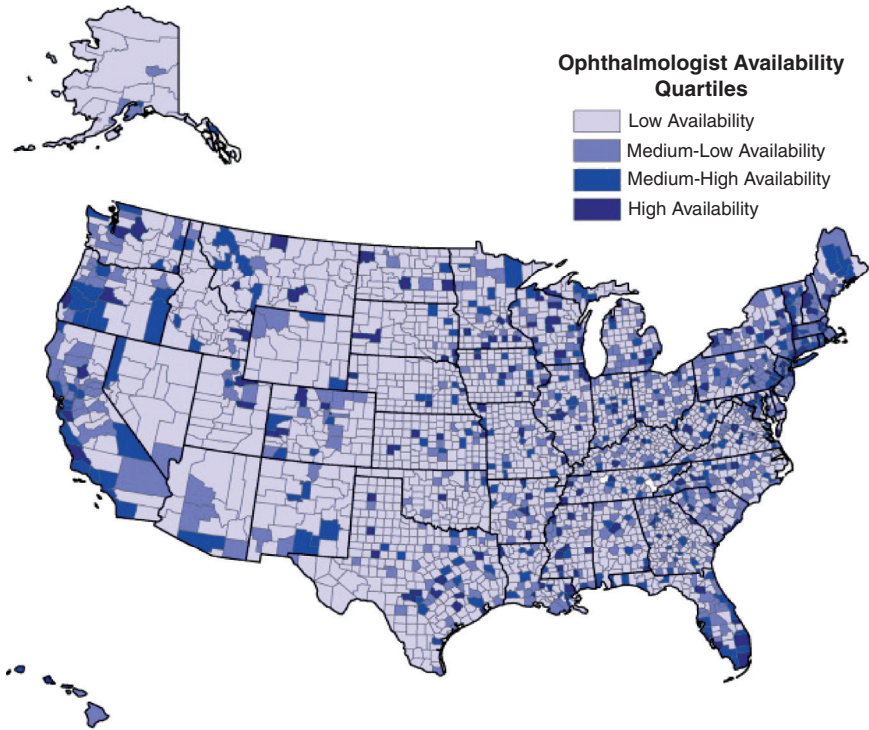 Ophthalmologist Availability
Quartiles
Low Availability
Medium-Low Availability
Medium-High Availability
High Availability